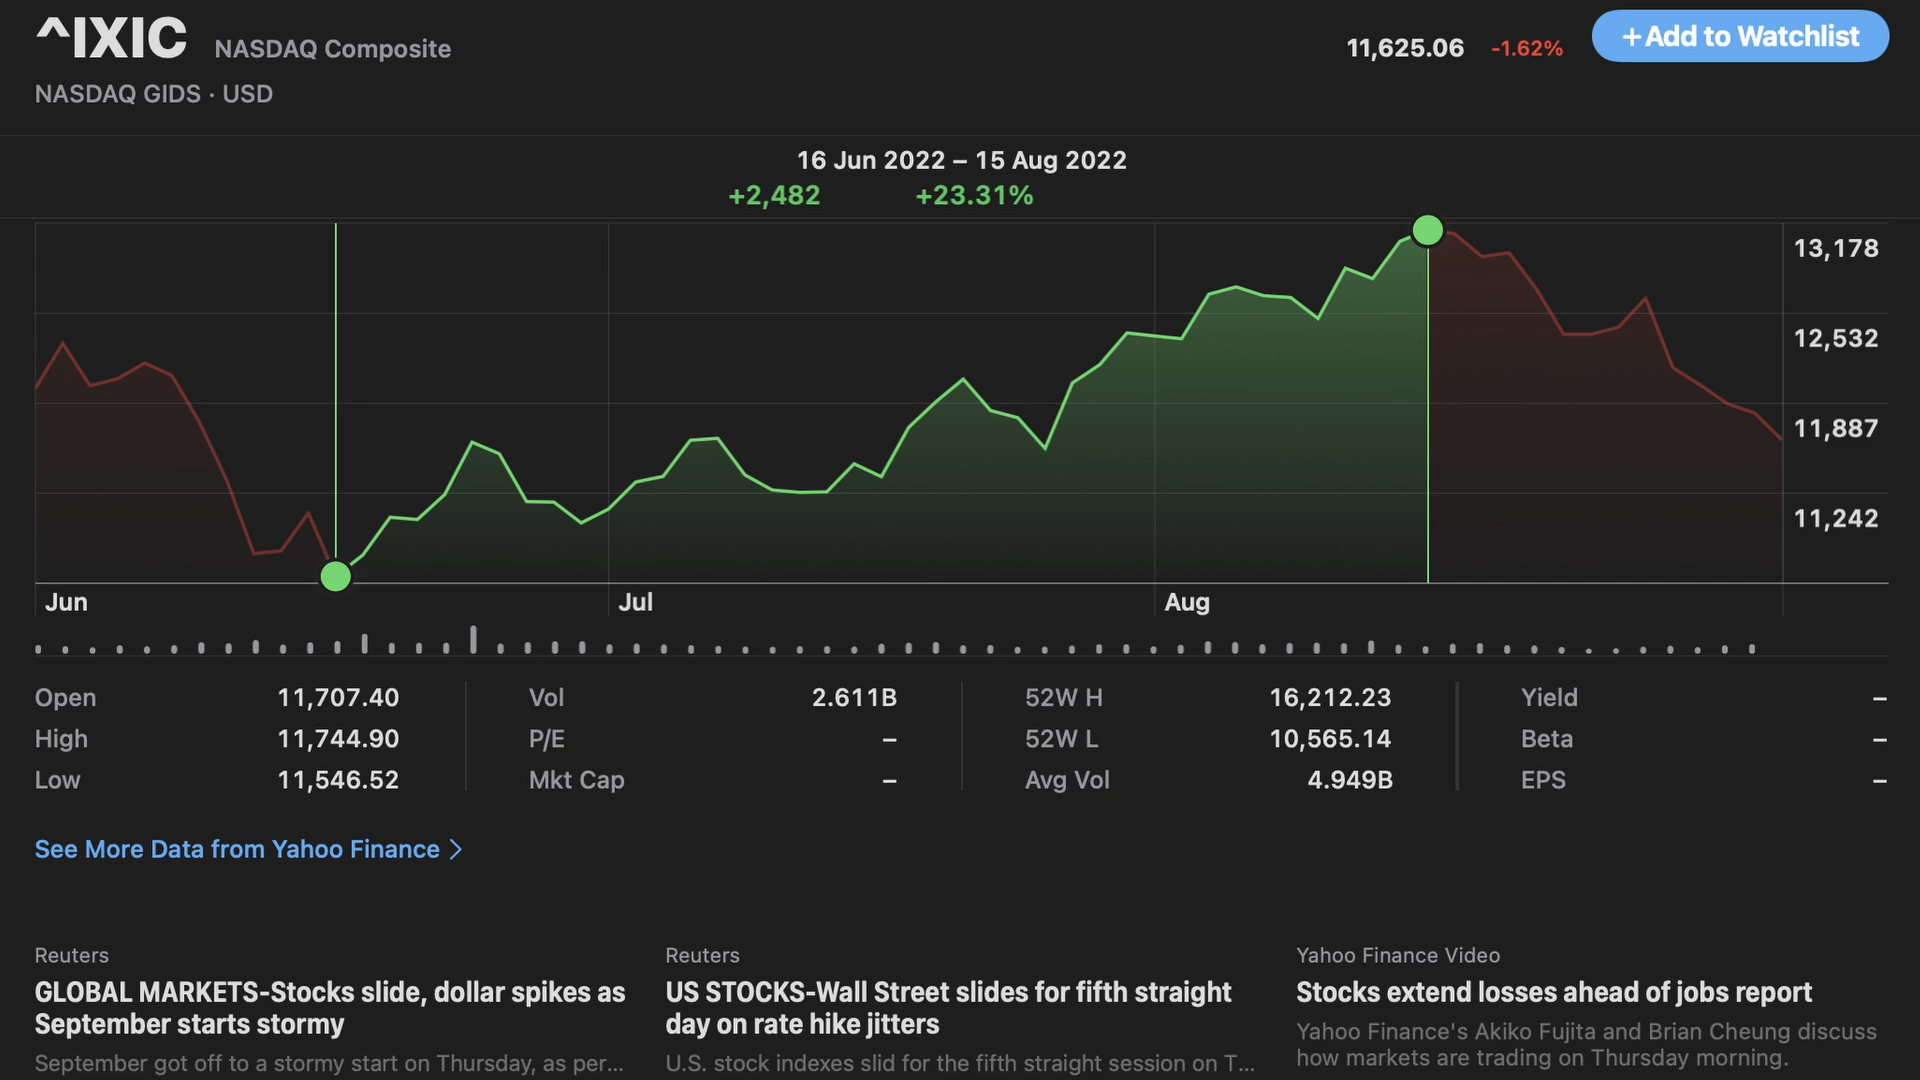 ^IXIC NASDAQ Composite 11,625.06 -1.62% +Add to Watchlist
NASDAQ GIDS · USD
16 Jun 2022 – 15 Aug 2022
+2,482 +23.31%
13,178
12,532
11,887
11,242
Jun Jul Aug
Open 11,707.40 Vol 2.611B 52W H 16,212.23 Yield –
High 11,744.90 P/E – 52W L 10,565.14 Beta –
Low 11,546.52 Mkt Cap – Avg Vol 4.949B EPS –
See More Data from Yahoo Finance >
Reuters
GLOBAL MARKETS-Stocks slide, dollar spikes as
September starts stormy
September got off to a stormy start on Thursday, as per...
Reuters
US STOCKS-Wall Street slides for fifth straight
day on rate hike jitters
U.S. stock indexes slid for the fifth straight session on T...
Yahoo Finance Video
Stocks extend losses ahead of jobs report
Yahoo Finance's Akiko Fujita and Brian Cheung discuss
how markets are trading on Thursday morning.